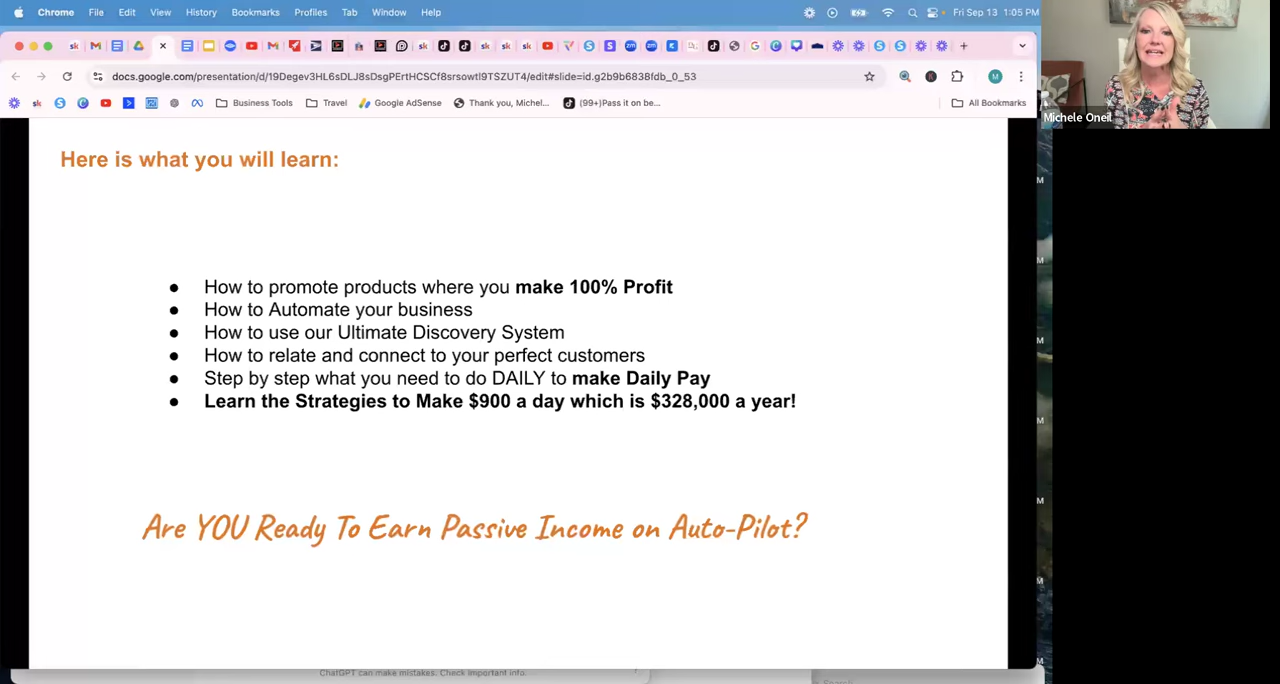 Chrome File Edit View History Bookmarks Profiles Tab Window Help Fri Sep 13 1:05 PM
docs.google.com/presentation/d/19Degev3HL6sDLJ8sDsgPErtHCSCf8srsowtl9TSZUT4/edit#slide=id.g2b9b6838fdb_0_53
Business Tools Travel Google AdSense Thank you, Michel... (99+)Pass it on be... All Bookmarks
Michele Oneil
Here is what you will learn:
● How to promote products where you make 100% Profit
● How to Automate your business
● How to use our Ultimate Discovery System
● How to relate and connect to your perfect customers
● Step by step what you need to do DAILY to make Daily Pay
● Learn the Strategies to Make $900 a day which is $328,000 a year!
Are YOU Ready To Earn Passive Income on Auto-Pilot?
M
M
M
M
M
M
M
ChatGPT can make mistakes. Check important info.
Search